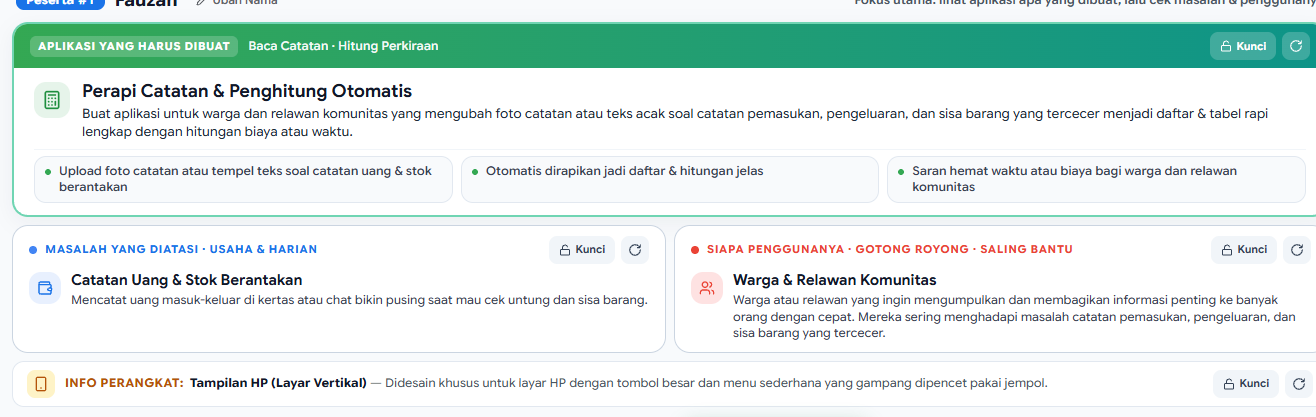 Peserta #1 Fauzan Ubah Nama
Fokus utama: lihat aplikasi apa yang dibuat, lalu cek masalah & penggunany
APLIKASI YANG HARUS DIBUAT Baca Catatan · Hitung Perkiraan Kunci
Perapi Catatan & Penghitung Otomatis
Buat aplikasi untuk warga dan relawan komunitas yang mengubah foto catatan atau teks acak soal catatan pemasukan, pengeluaran, dan sisa barang yang tercecer menjadi daftar & tabel rapi
lengkap dengan hitungan biaya atau waktu.
Upload foto catatan atau tempel teks soal catatan uang & stok
berantakan
Otomatis dirapikan jadi daftar & hitungan jelas
Saran hemat waktu atau biaya bagi warga dan relawan
komunitas
MASALAH YANG DIATASI · USAHA & HARIAN Kunci
Catatan Uang & Stok Berantakan
Mencatat uang masuk-keluar di kertas atau chat bikin pusing saat mau cek untung dan sisa barang.
SIAPA PENGGUNANYA · GOTONG ROYONG · SALING BANTU Kunci
Warga & Relawan Komunitas
Warga atau relawan yang ingin mengumpulkan dan membagikan informasi penting ke banyak
orang dengan cepat. Mereka sering menghadapi masalah catatan pemasukan, pengeluaran, dan
sisa barang yang tercecer.
INFO PERANGKAT: Tampilan HP (Layar Vertikal) — Didesain khusus untuk layar HP dengan tombol besar dan menu sederhana yang gampang dipencet pakai jempol. Kunci